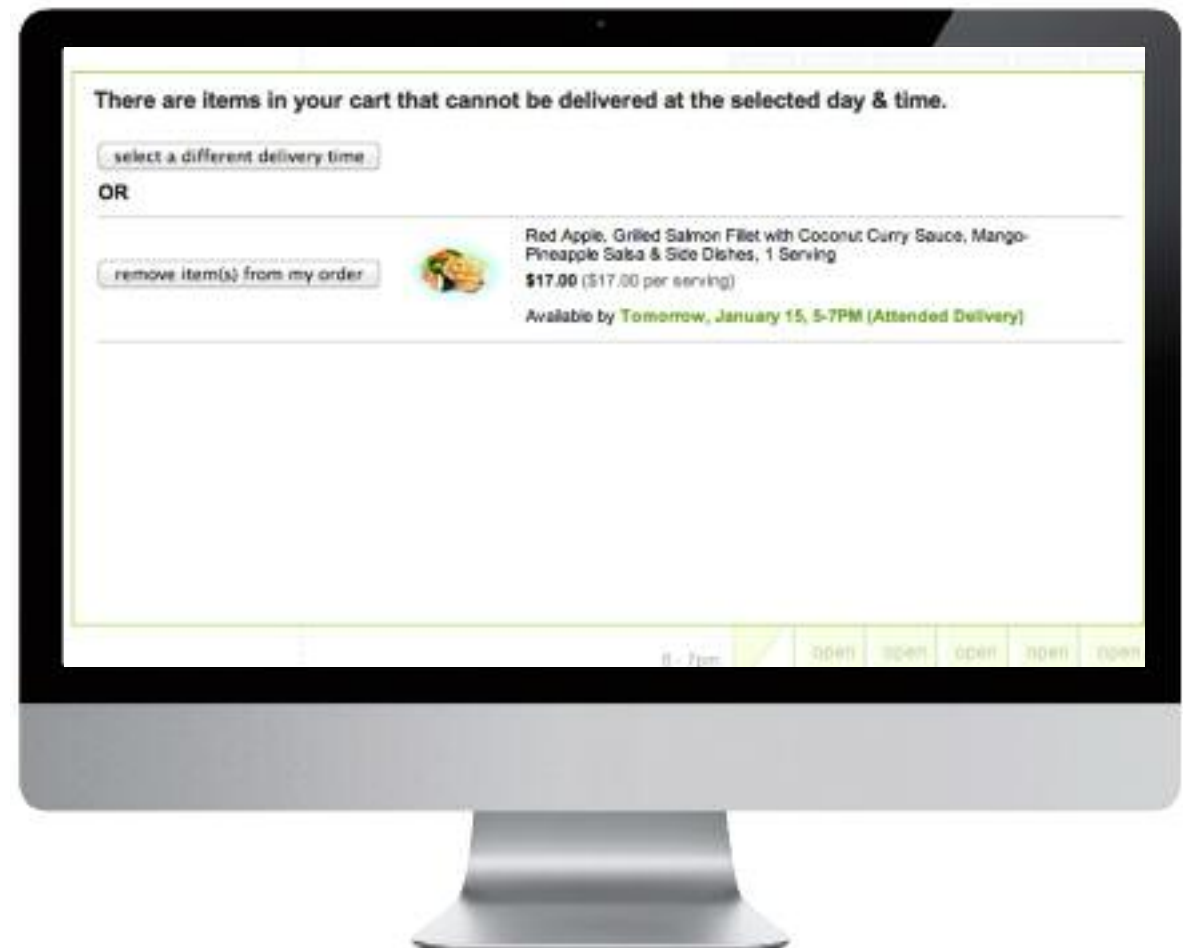 There are items in your cart that cannot be delivered at the selected day & time.
select a different delivery time
OR
remove item(s) from my order
Red Apple, Grilled Salmon Fillet with Coconut Curry Sauce, Mango-
Pineapple Salsa & Side Dishes, 1 Serving
$17.00 ($17.00 per serving)
Available by Tomorrow, January 15, 5-7PM (Attended Delivery)
7pm open open open open open